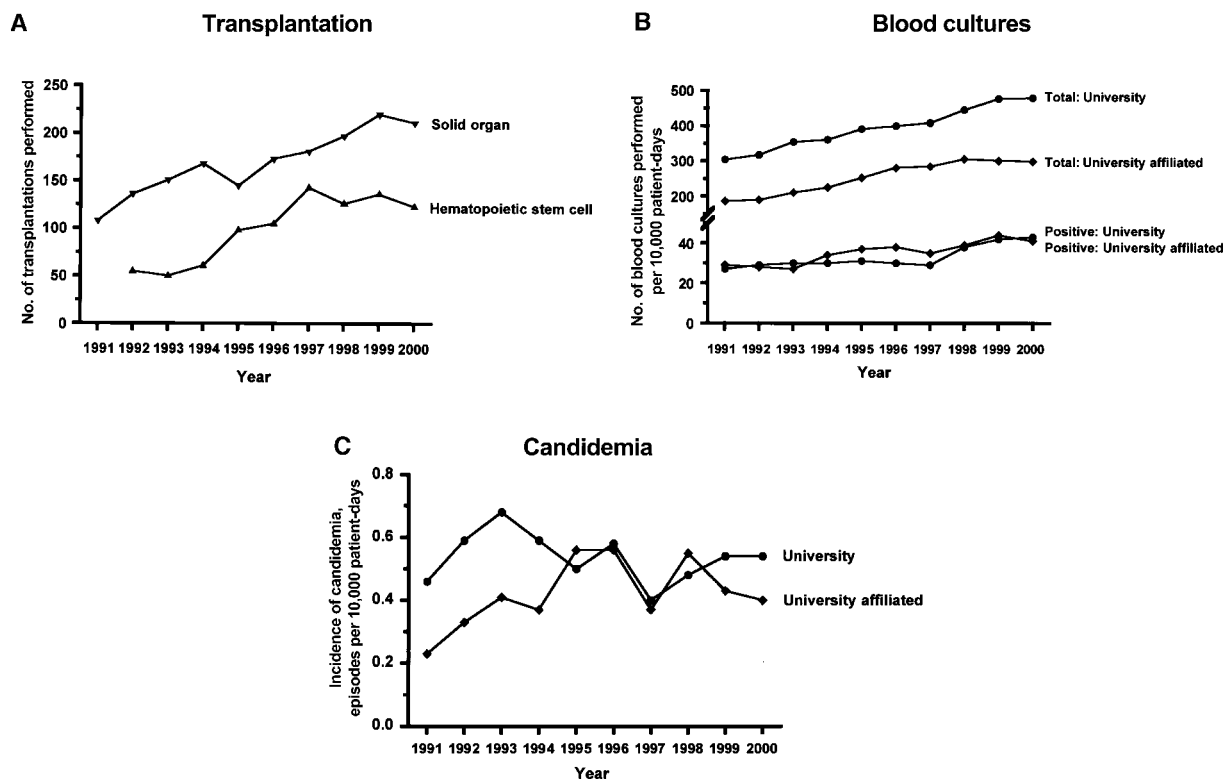 A
Transplantation
No. of transplantations performed
250
200
150
100
50
0
Solid organ
Hematopoietic stem cell
1991 1992 1993 1994 1995 1996 1997 1998 1999 2000
Year
B
Blood cultures
No. of blood cultures performed
per 10,000 patient-days
500
400
300
200
40
20
0
Total: University
Total: University affiliated
Positive: University
Positive: University affiliated
1991 1992 1993 1994 1995 1996 1997 1998 1999 2000
Year
C
Candidemia
Incidence of candidemia,
episodes per 10,000 patient-days
0.8
0.6
0.4
0.2
0.0
University
University affiliated
1991 1992 1993 1994 1995 1996 1997 1998 1999 2000
Year